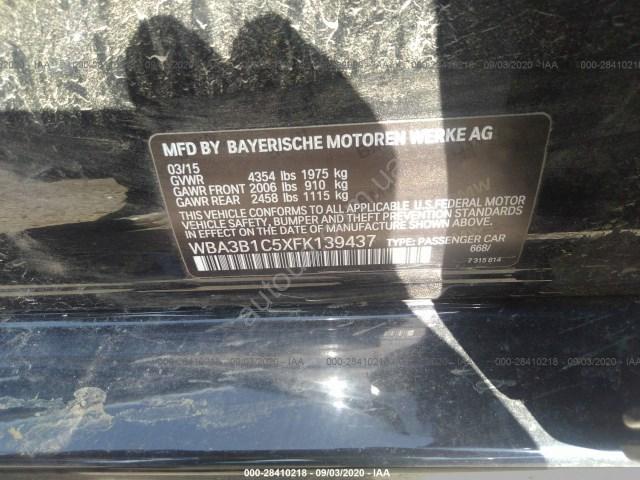 000-28410218 - 09/03/2020 - IAA
MFD BY BAYERISCHE MOTOREN WERKE AG
03/15
GVWR 4354 lbs 1975 kg
GAWR FRONT 2006 lbs 910 kg
GAWR REAR 2458 lbs 1115 kg
THIS VEHICLE CONFORMS TO ALL APPLICABLE U.S.FEDERAL MOTOR
VEHICLE SAFETY, BUMPER AND THEFT PREVENTION STANDARDS
IN EFFECT ON THE DATE OF MANUFACTURE SHOWN ABOVE.
WBA3B1C5XFK139437 TYPE: PASSENGER CAR
668/
7 315 814
000-28410218 - 09/03/2020 - IAA
000-28410218 - 09/03/2020 - IAA